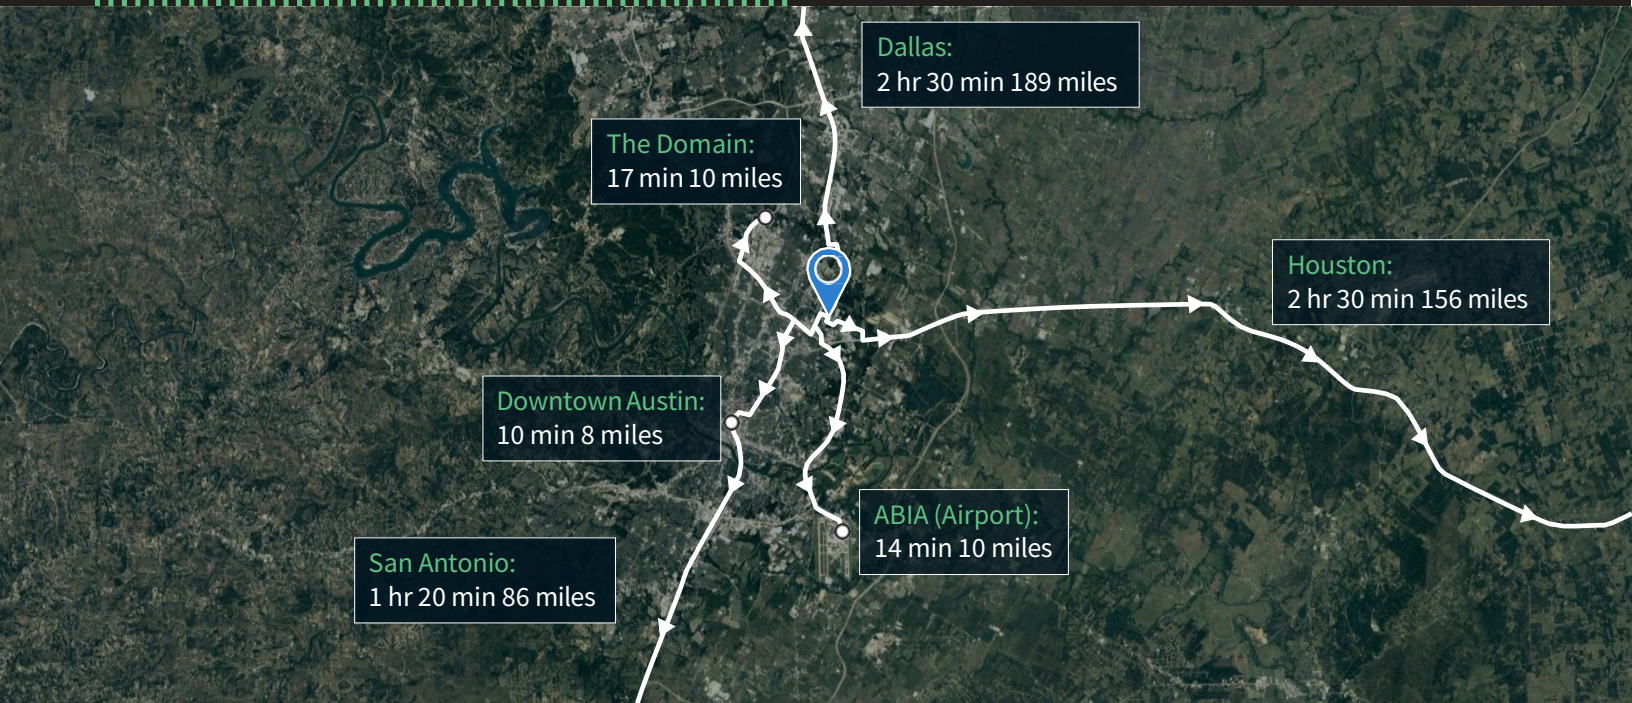 Dallas:
2 hr 30 min 189 miles
The Domain:
17 min 10 miles
Houston:
2 hr 30 min 156 miles
Downtown Austin:
10 min 8 miles
ABIA (Airport):
14 min 10 miles
San Antonio:
1 hr 20 min 86 miles